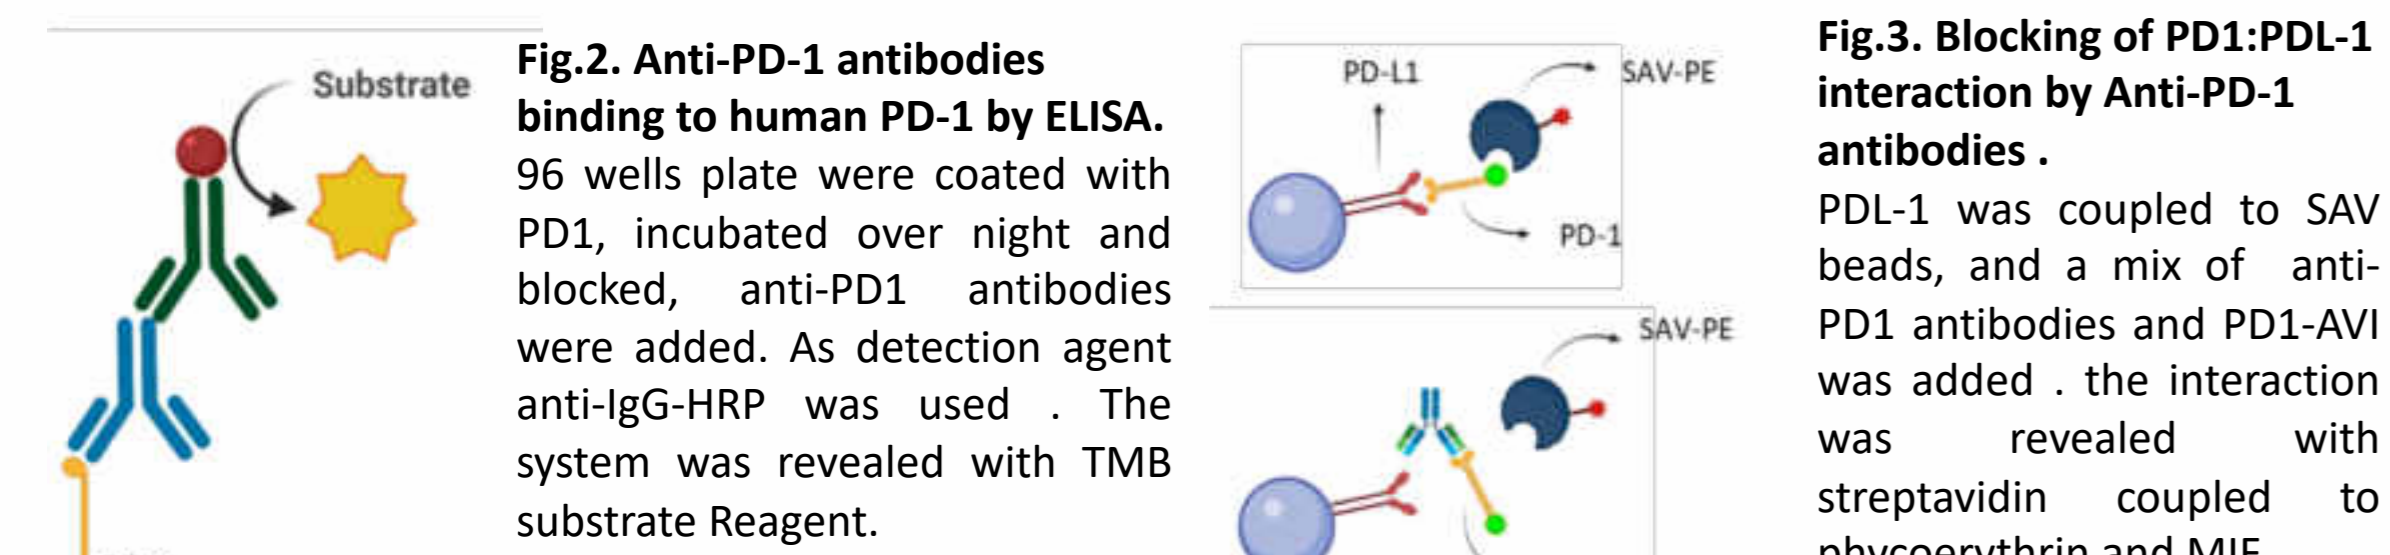 Substrate
Fig.2. Anti-PD-1 antibodies
binding to human PD-1 by ELISA.
96 wells plate were coated with
PD1, incubated over night and
blocked, anti-PD1 antibodies
were added. As detection agent
anti-IgG-HRP was used . The
system was revealed with TMB
substrate Reagent.
PD-L1
SAV-PE
PD-1
SAV-PE
Fig.3. Blocking of PD1:PDL-1
interaction by Anti-PD-1
antibodies .
PDL-1 was coupled to SAV
beads, and a mix of anti-
PD1 antibodies and PD1-AVI
was added . the interaction
was revealed with
streptavidin coupled to
phycoerythrin and MIF